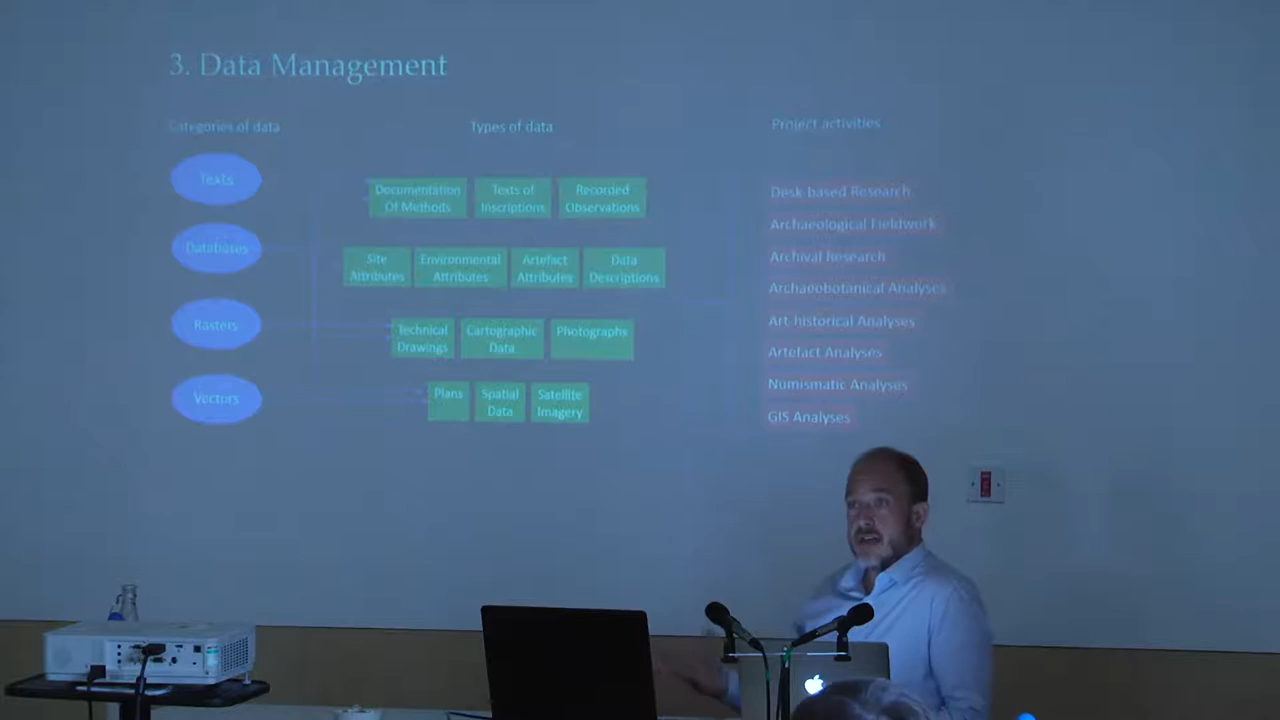 3. Data Management
Categories of data
Types of data
Project activities
Texts
Documentation
Of Methods
Texts of
Inscriptions
Recorded
Observations
Databases
Site
Attributes
Environmental
Attributes
Artefact
Attributes
Data
Descriptions
Rasters
Technical
Drawings
Cartographic
Data
Photographs
Vectors
Plans
Spatial
Data
Satellite
Imagery
Desk-based Research
Archaeological Fieldwork
Archival Research
Archaeobotanical Analyses
Art-historical Analyses
Artefact Analyses
Numismatic Analyses
GIS Analyses